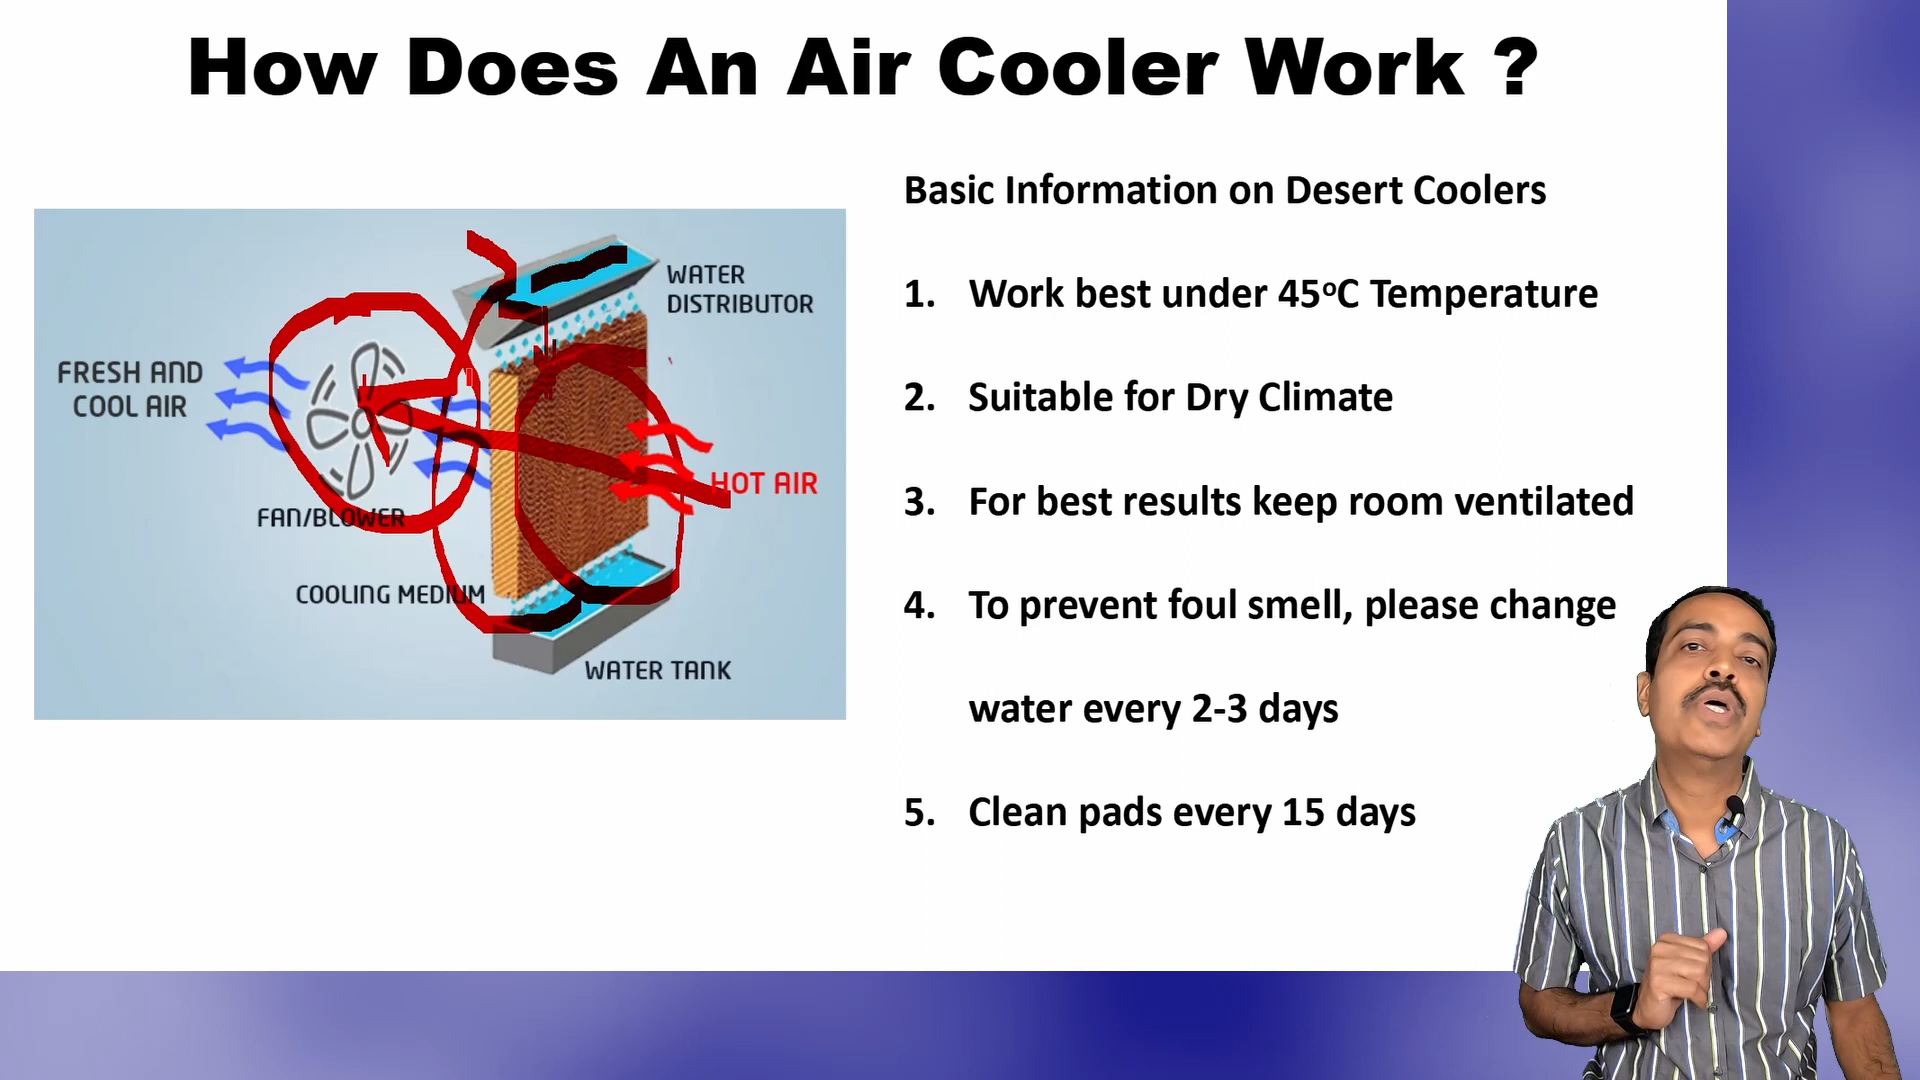 How Does An Air Cooler Work ?
WATER
DISTRIBUTOR
FRESH AND
COOL AIR
HOT AIR
FAN/BLOWER
COOLING MEDIUM
WATER TANK
Basic Information on Desert Coolers
1. Work best under 45°C Temperature
2. Suitable for Dry Climate
3. For best results keep room ventilated
4. To prevent foul smell, please change
water every 2-3 days
5. Clean pads every 15 days